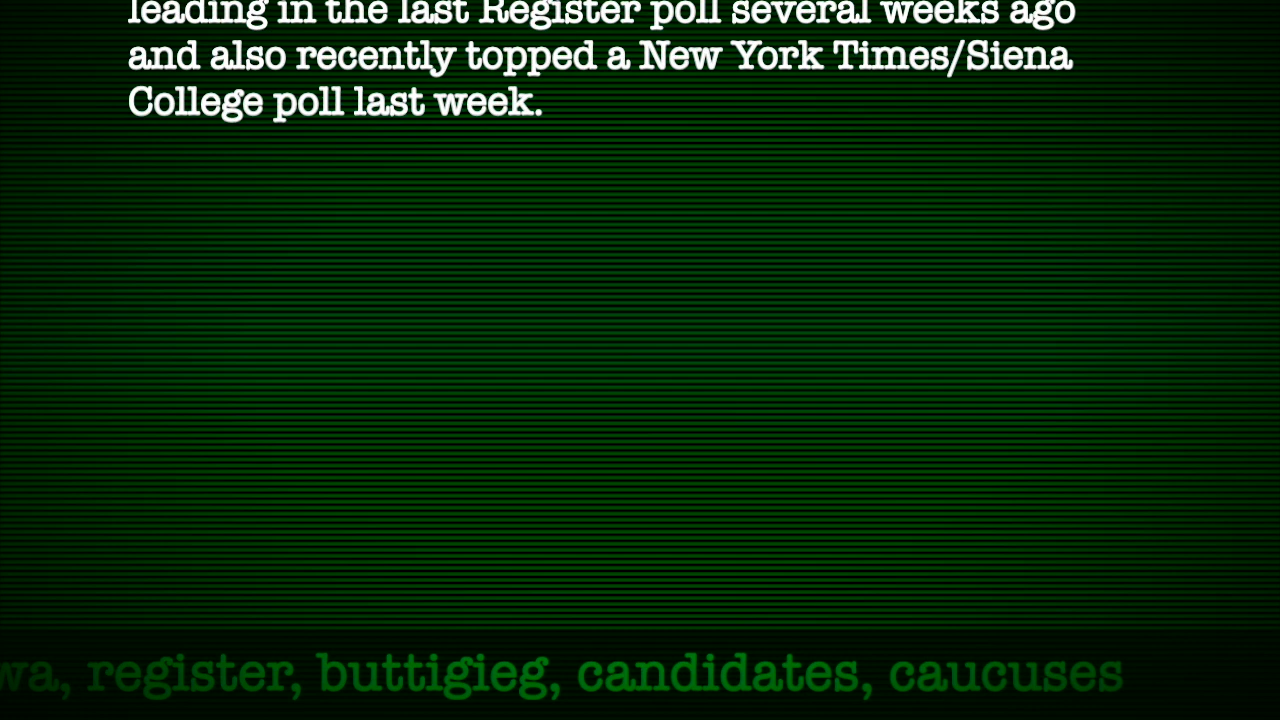 leading in the last Register poll several weeks ago
and also recently topped a New York Times/Siena
College poll last week.
wa, register, buttigieg, candidates, caucuses